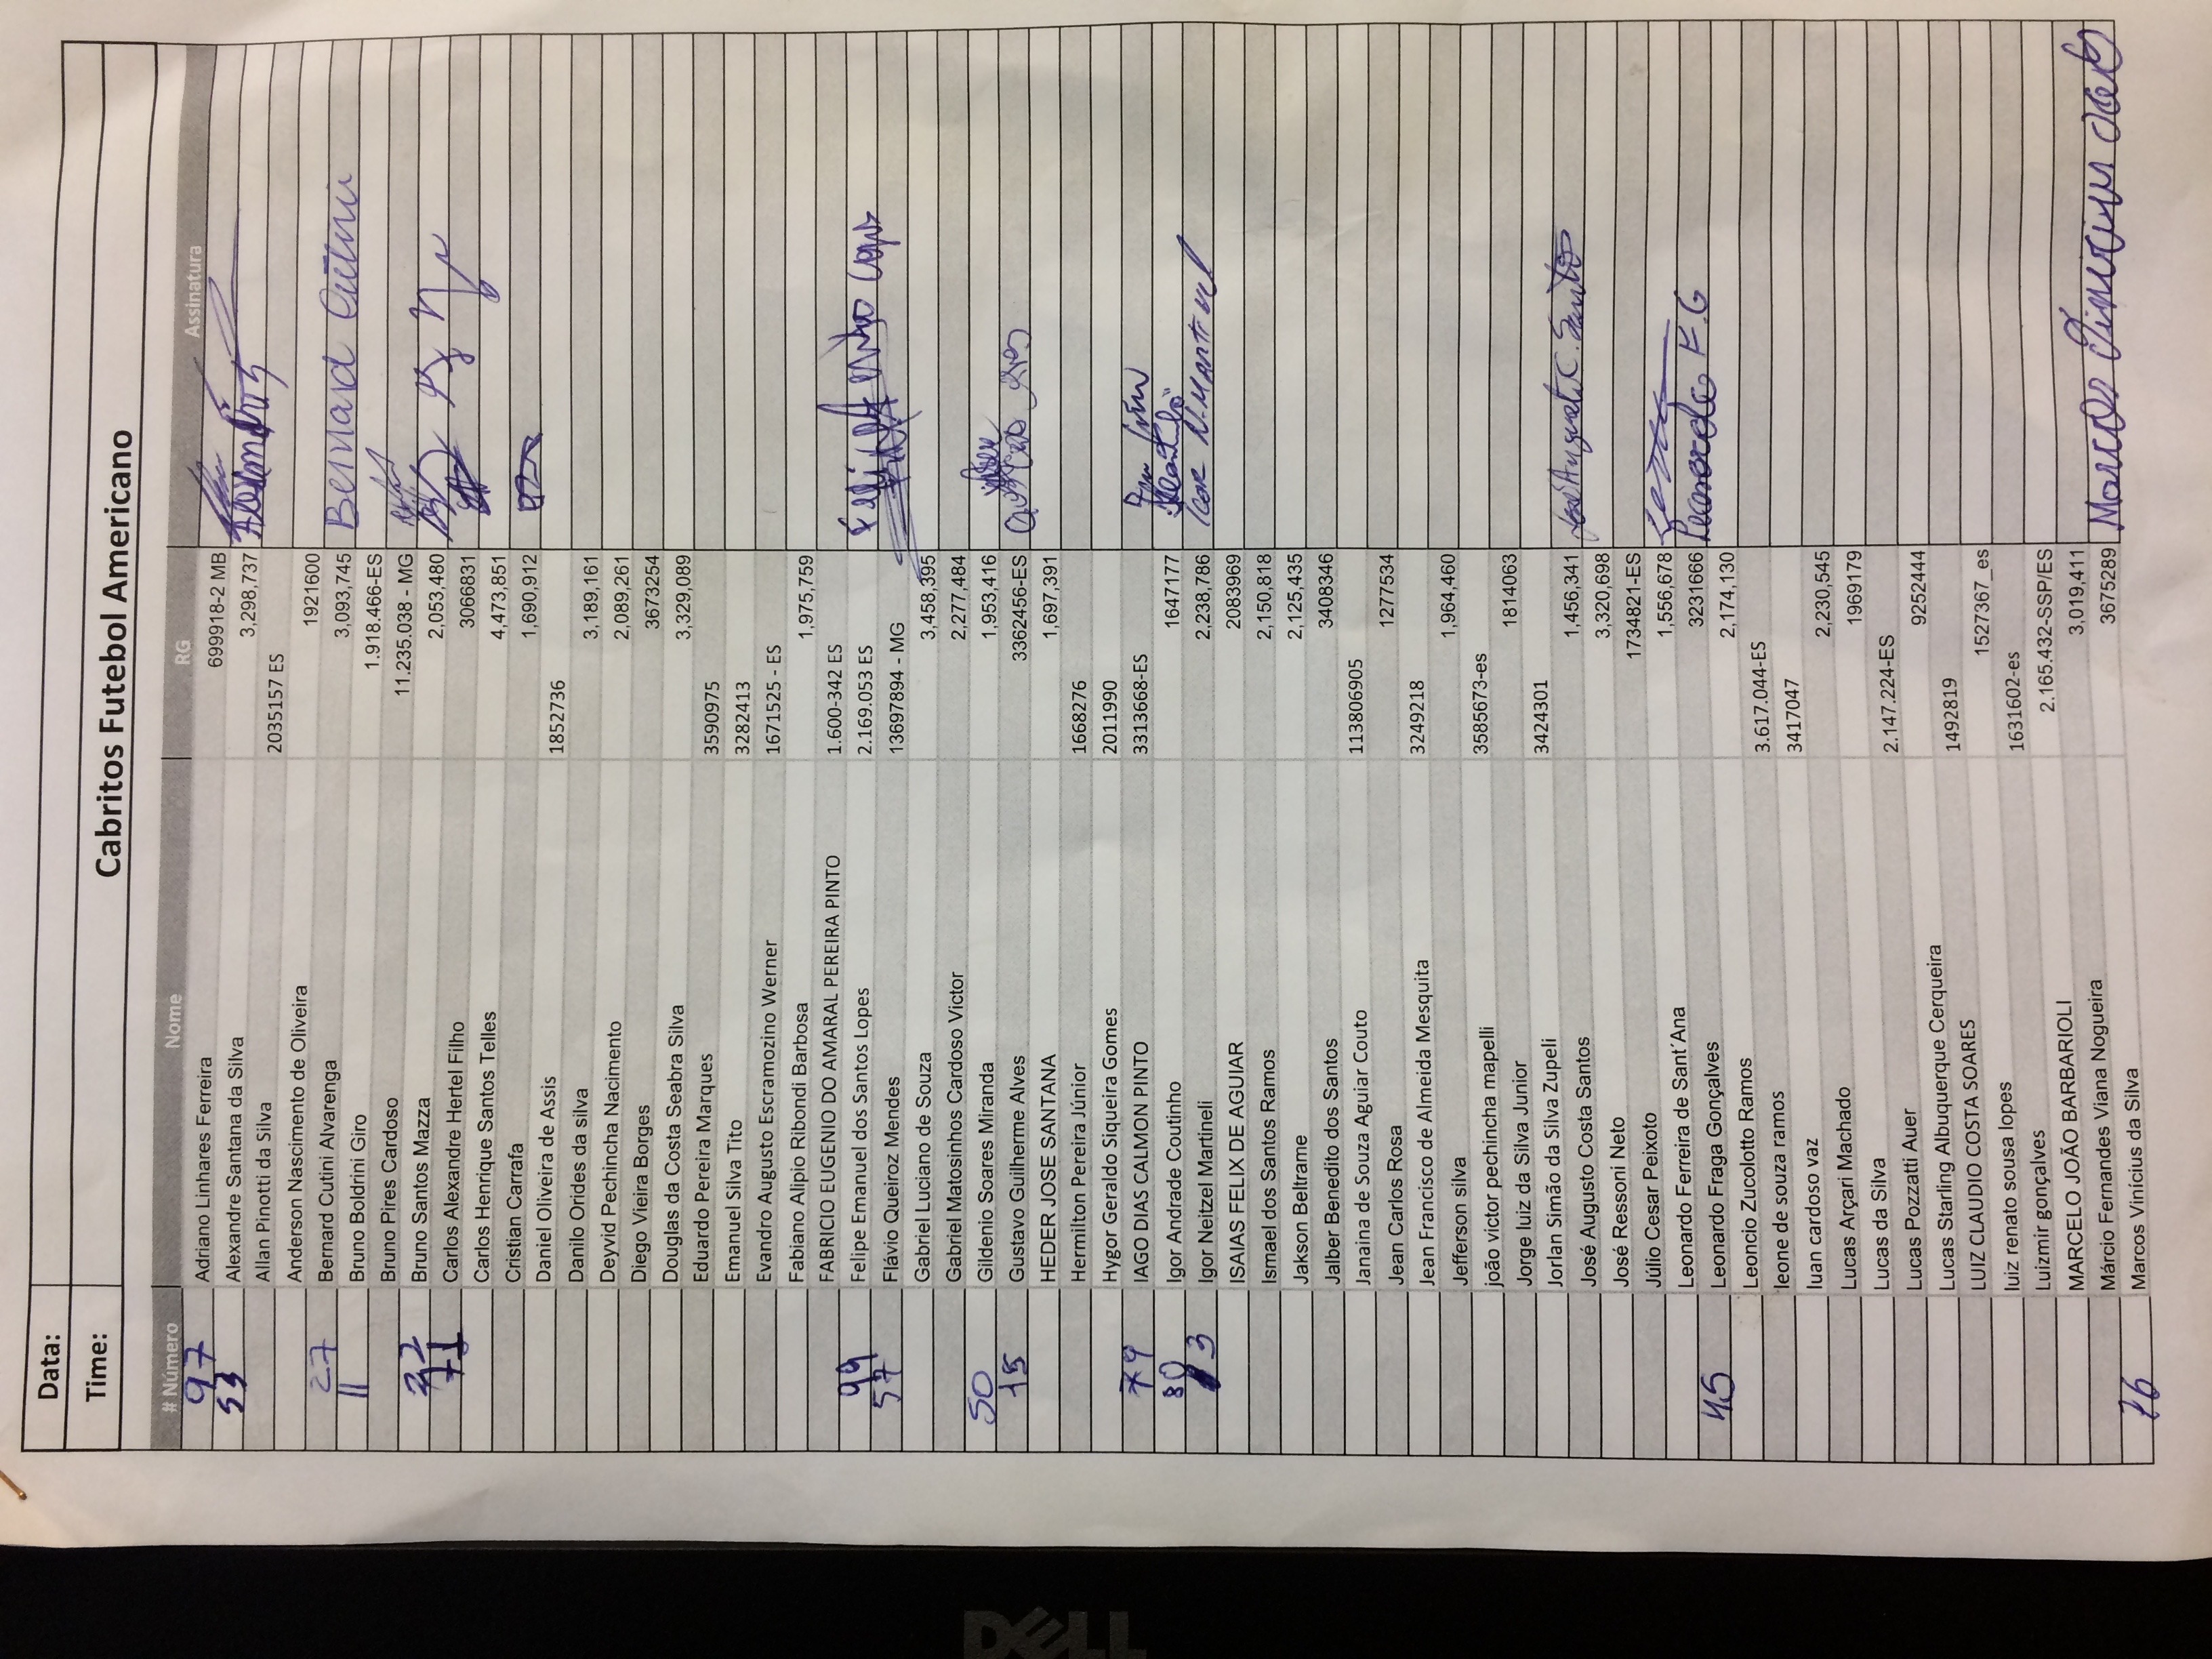 Data:
Time:
Cabritos Futebol Americano
# Número Nome RG Assinatura
97 Adriano Linhares Ferreira 699918-2 MB
53 Alexandre Santana da Silva 3,298,737
Allan Pinotti da Silva 2035157 ES
Anderson Nascimento de Oliveira 1921600
27 Bernard Cutini Alvarenga 3,093,745 Bernard Cutini
11 Bruno Boldrini Giro 1.918.466-ES
Bruno Pires Cardoso 11.235.038 - MG
32 Bruno Santos Mazza 2,053,480
71 Carlos Alexandre Hertel Filho 3066831
Carlos Henrique Santos Telles 4,473,851
Cristian Carrafa 1,690,912
Daniel Oliveira de Assis 1852736
Danilo Orides da silva 3,189,161
Deyvid Pechincha Nacimento 2,089,261
Diego Vieira Borges 3673254
Douglas da Costa Seabra Silva 3,329,089
Eduardo Pereira Marques 3590975
Emanuel Silva Tito 3282413
Evandro Augusto Escramozino Werner 1671525 - ES
Fabiano Alipio Ribondi Barbosa 1,975,759
FABRICIO EUGENIO DO AMARAL PEREIRA PINTO 1.600-342 ES
99 Felipe Emanuel dos Santos Lopes 2.169.053 ES
57 Flávio Queiroz Mendes 13697894 - MG
Gabriel Luciano de Souza 3,458,395
Gabriel Matosinhos Cardoso Victor 2,277,484
50 Gildenio Soares Miranda 1,953,416
15 Gustavo Guilherme Alves 3362456-ES
HEDER JOSE SANTANA 1,697,391
Hermilton Pereira Júnior 1668276
Hygor Geraldo Siqueira Gomes 2011990
79 IAGO DIAS CALMON PINTO 3313668-ES
80 Igor Andrade Coutinho 1647177
13 Igor Neitzel Martineli 2,238,786 IGOR N. MARTINEL
ISAIAS FELIX DE AGUIAR 2083969
Ismael dos Santos Ramos 2,150,818
Jakson Beltrame 2,125,435
Jalber Benedito dos Santos 3408346
Janaina de Souza Aguiar Couto 113806905
Jean Carlos Rosa 1277534
Jean Francisco de Almeida Mesquita 3249218
Jefferson silva 1,964,460
joão victor pechincha mapelli 3585573-es
Jorge luiz da Silva Junior 1814063
Jorlan Simão da Silva Zupeli 3424301
José Augusto Costa Santos 1,456,341 José Augusto C. Santos
José Ressoni Neto 3,320,698
Júlio Cesar Peixoto 1734821-ES
Leonardo Ferreira de Sant´Ana 1,556,678
45 Leonardo Fraga Gonçalves 3231666 Leonardo F.G
Leoncio Zucolotto Ramos 2,174,130
leone de souza ramos 3.617.044-ES
luan cardoso vaz 3417047
Lucas Arçari Machado 2,230,545
Lucas da Silva 1969179
Lucas Pozzatti Auer 2.147.224-ES
Lucas Starling Albuquerque Cerqueira 9252444
LUIZ CLAUDIO COSTA SOARES 1492819
luiz renato sousa lopes 1527367_es
Luizmir gonçalves 1631602-es
MARCELO JOÃO BARBARIOLI 2.165.432-SSP/ES
Márcio Fernandes Viana Nogueira 3,019,411
76 Marcos Vinicius da Silva 3675289 Marcos Vinicius da
DELL